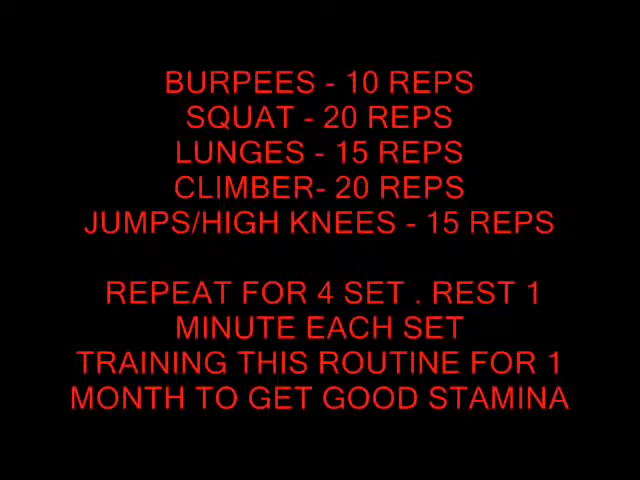 BURPEES - 10 REPS
SQUAT - 20 REPS
LUNGES - 15 REPS
CLIMBER- 20 REPS
JUMPS/HIGH KNEES - 15 REPS
REPEAT FOR 4 SET . REST 1
MINUTE EACH SET
TRAINING THIS ROUTINE FOR 1
MONTH TO GET GOOD STAMINA